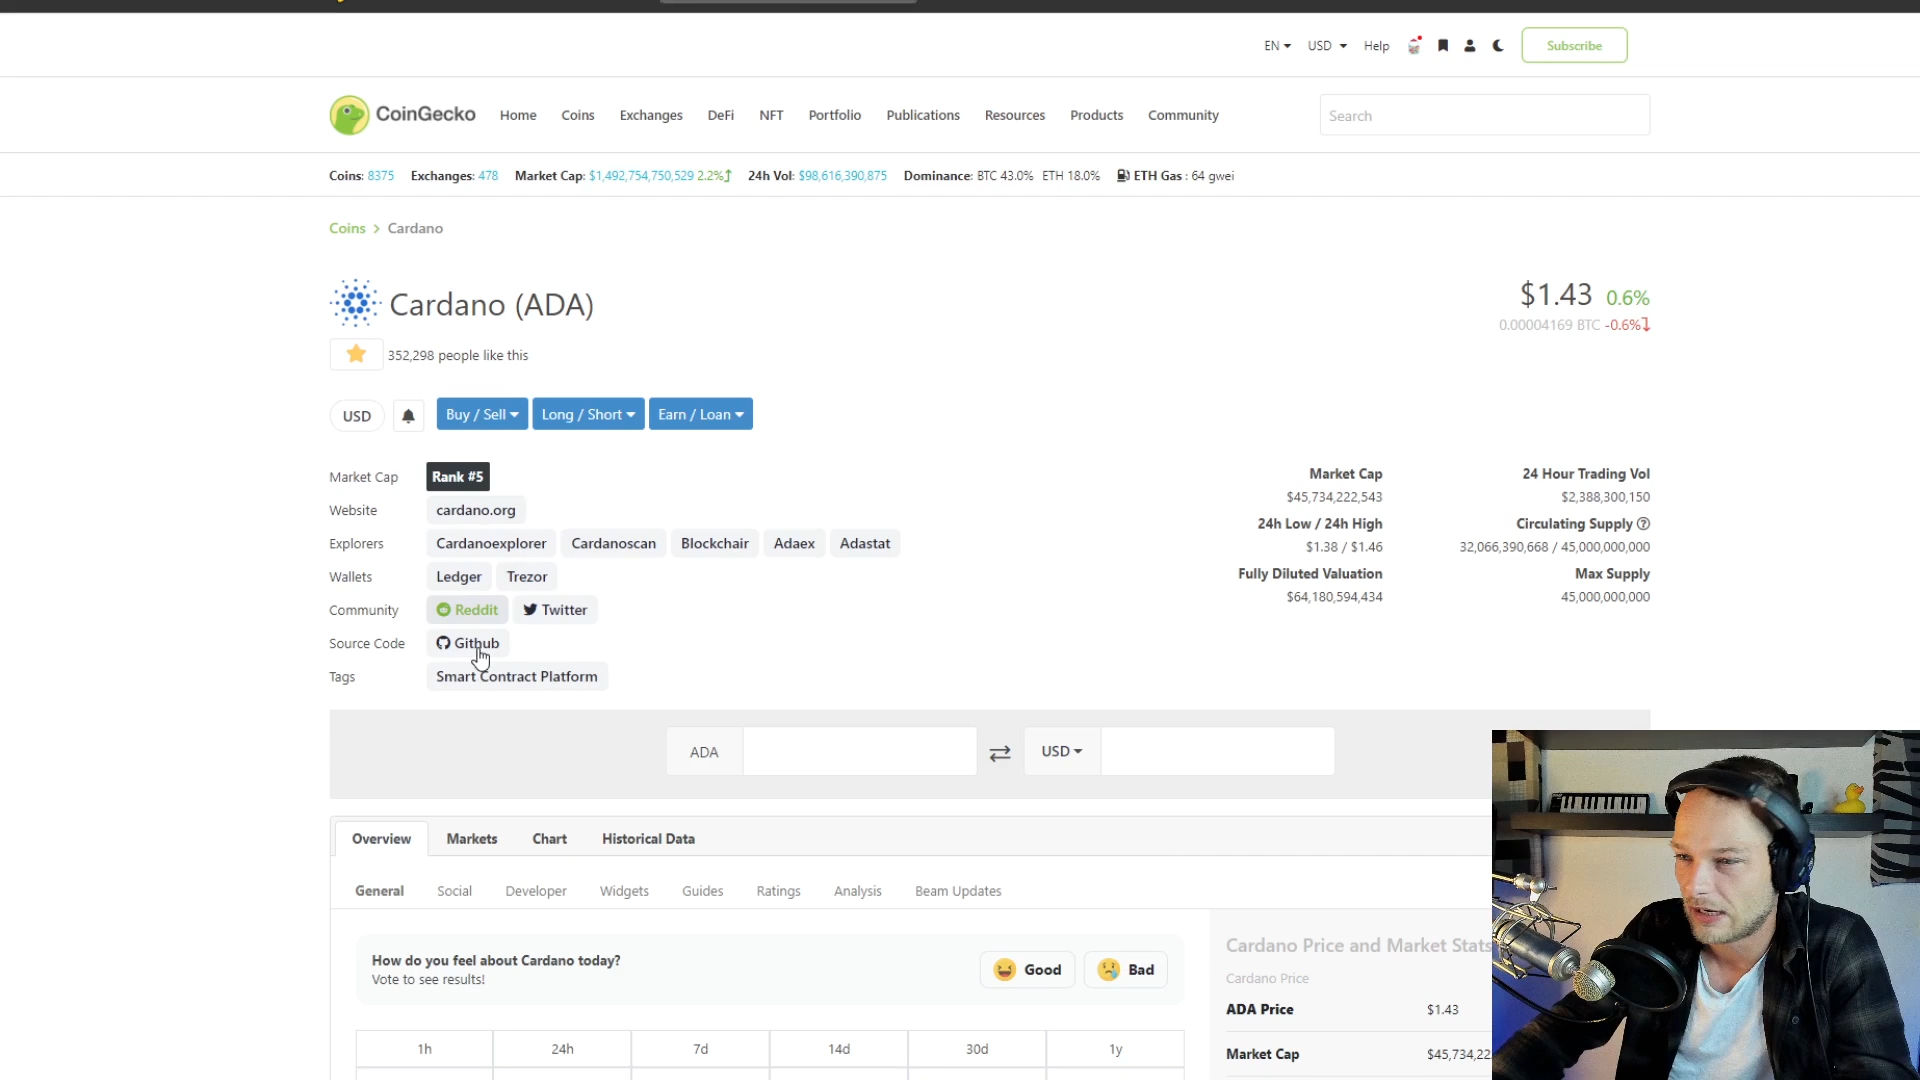 EN USD Help Subscribe
CoinGecko Home Coins Exchanges DeFi NFT Portfolio Publications Resources Products Community Search
Coins: 8375 Exchanges: 478 Market Cap: $1,492,754,750,529 2.2% 24h Vol: $98,616,390,875 Dominance: BTC 43.0% ETH 18.0% ETH Gas : 64 gwei
Coins > Cardano
Cardano (ADA)
$1.43 0.6%
0.00004169 BTC -0.6%
352,298 people like this
USD Buy / Sell Long / Short Earn / Loan
Market Cap Rank #5
Website cardano.org
Explorers Cardanoexplorer Cardanoscan Blockchair Adaex Adastat
Wallets Ledger Trezor
Community Reddit Twitter
Source Code Github
Tags Smart Contract Platform
Market Cap 24 Hour Trading Vol
$45,734,222,543 $2,388,300,150
24h Low / 24h High Circulating Supply
$1.38 / $1.46 32,066,390,668 / 45,000,000,000
Fully Diluted Valuation Max Supply
$64,180,594,434 45,000,000,000
ADA USD
Overview Markets Chart Historical Data
General Social Developer Widgets Guides Ratings Analysis Beam Updates
How do you feel about Cardano today?
Vote to see results!
Good Bad
1h 24h 7d 14d 30d 1y
Cardano Price and Market Stats
Cardano Price
ADA Price $1.43
Market Cap $45,734,22